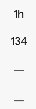 1h
134
—
—